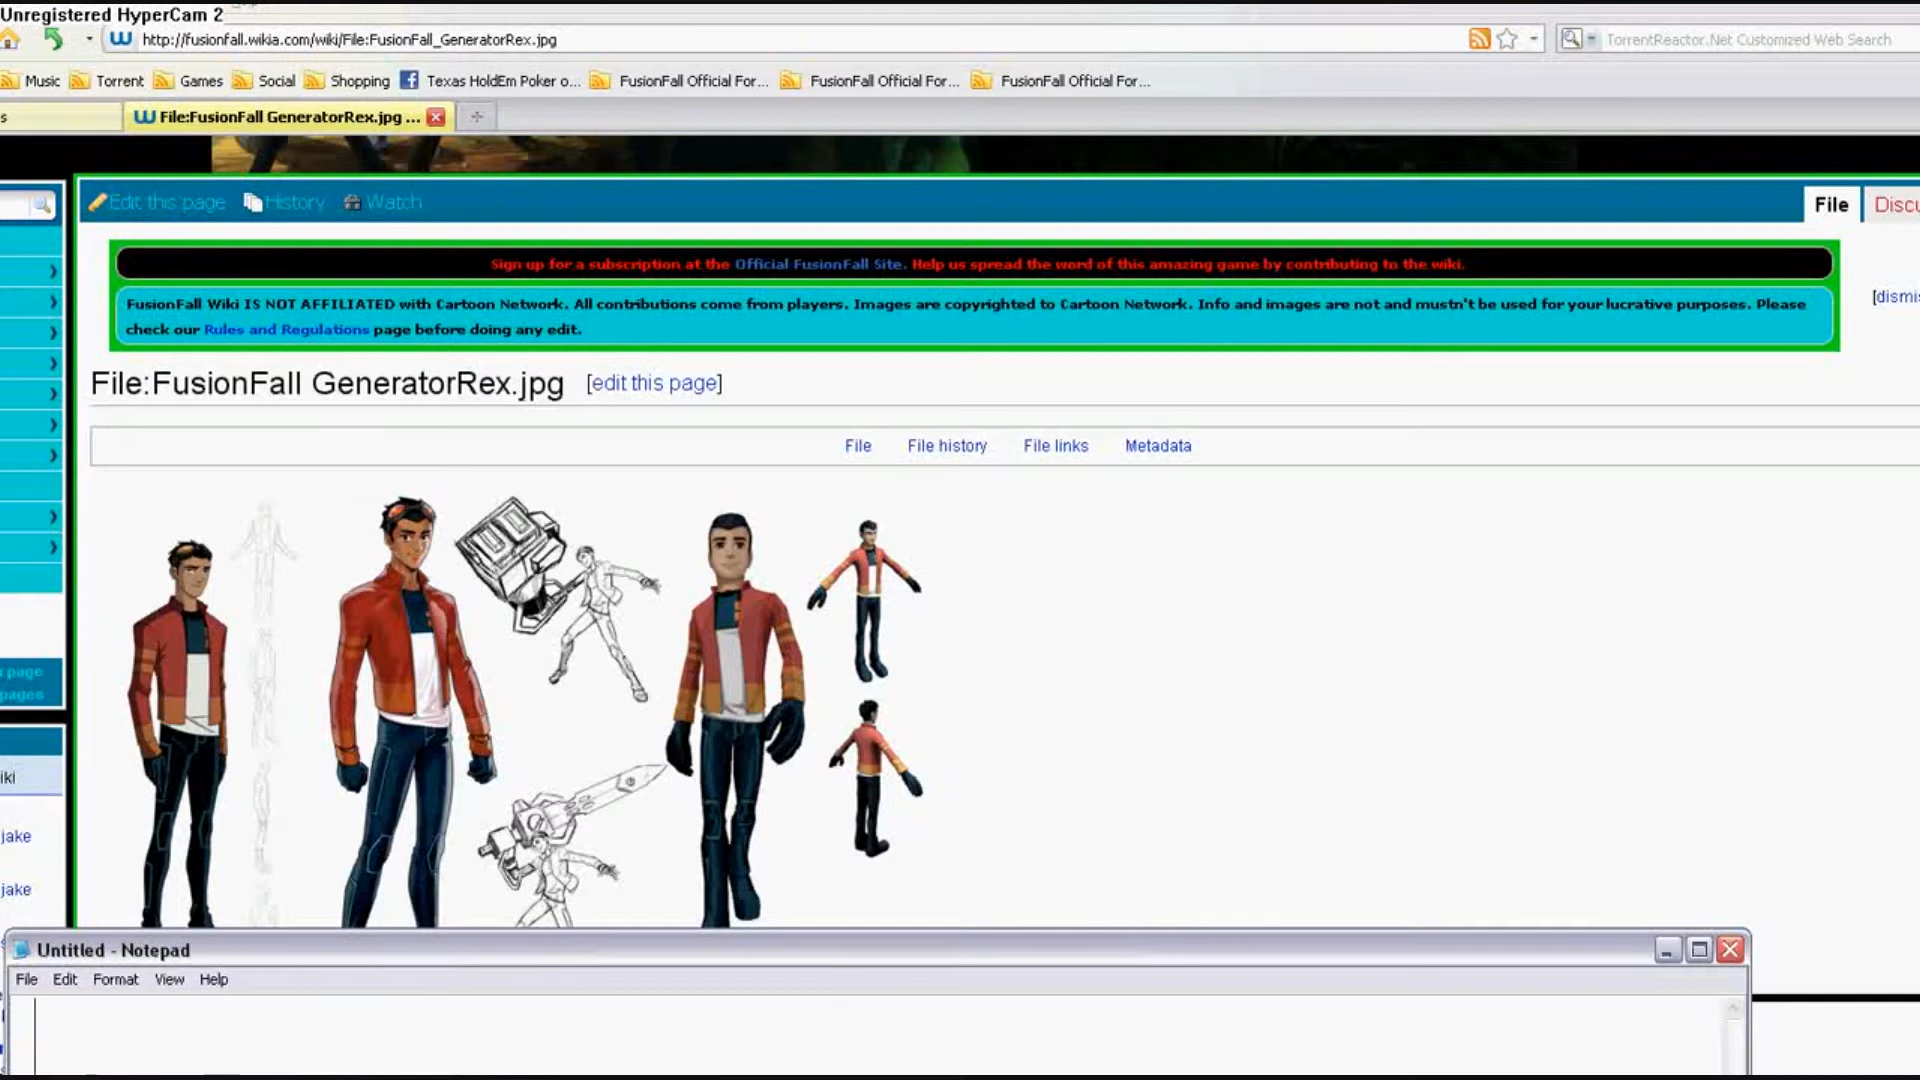 Unregistered HyperCam 2
http://fusionfall.wikia.com/wiki/File:FusionFall_GeneratorRex.jpg
TorrentReactor.Net Customized Web Search
Music Torrent Games Social Shopping Texas HoldEm Poker o... FusionFall Official For... FusionFall Official For... FusionFall Official For...
s File:FusionFall GeneratorRex.jpg ...
Edit this page History Watch File Discu
Sign up for a subscription at the Official FusionFall Site. Help us spread the word of this amazing game by contributing to the wiki.
[dismis
FusionFall Wiki IS NOT AFFILIATED with Cartoon Network. All contributions come from players. Images are copyrighted to Cartoon Network. Info and images are not and mustn't be used for your lucrative purposes. Please
check our Rules and Regulations page before doing any edit.
File:FusionFall GeneratorRex.jpg [edit this page]
File File history File links Metadata
page
pages
iki
jake
jake
Untitled - Notepad
File Edit Format View Help